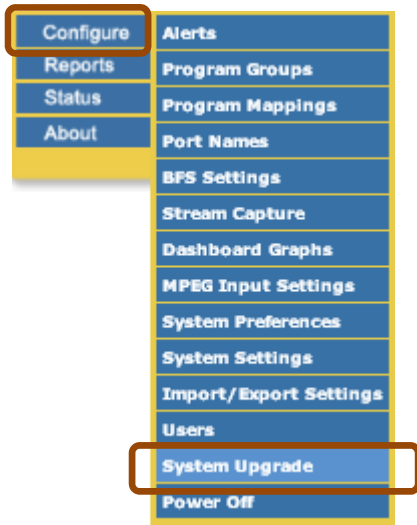 Configure
Reports
Status
About
Alerts
Program Groups
Program Mappings
Port Names
BFS Settings
Stream Capture
Dashboard Graphs
MPEG Input Settings
System Preferences
System Settings
Import/Export Settings
Users
System Upgrade
Power Off